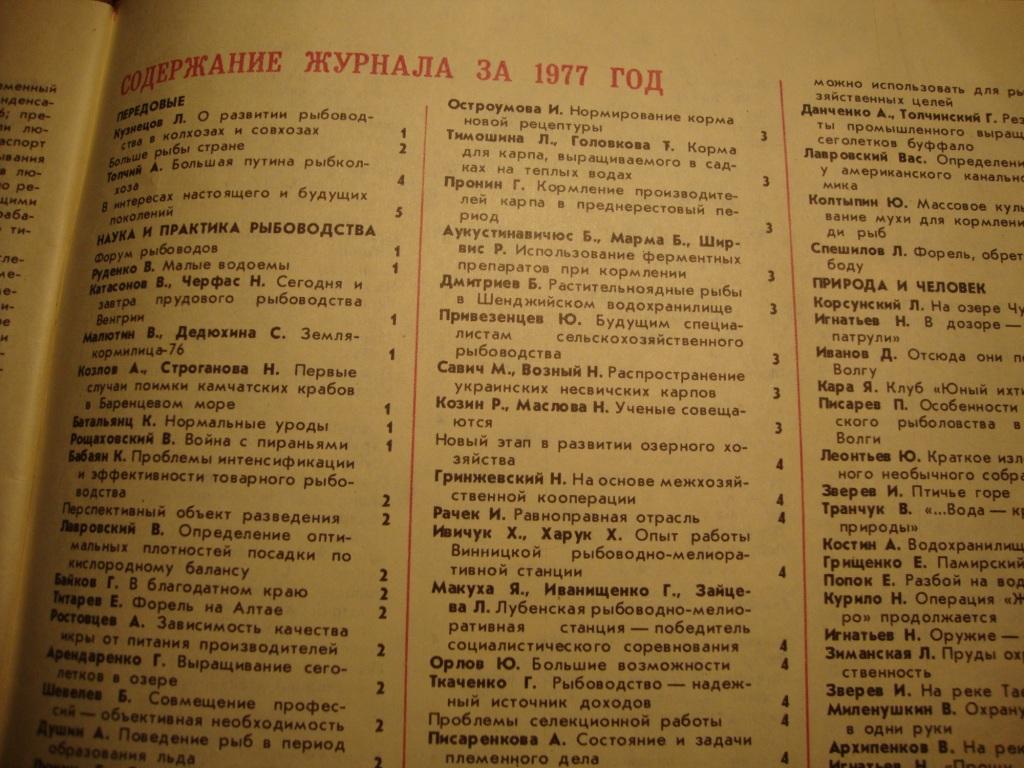 СОДЕРЖАНИЕ ЖУРНАЛА ЗА 1977 ГОД
ПЕРЕДОВЫЕ
Кузнецов Л. О развитии рыбовод-
ства в колхозах и совхозах 1
Больше рыбы стране 2
Толчий А. Большая путина рыбкол-
хоза 4
В интересах настоящего и будущих
поколений 5
НАУКА И ПРАКТИКА РЫБОВОДСТВА
Форум рыбоводов 1
Руденко В. Малые водоемы 1
Катасонов В., Черфас Н. Сегодня и
завтра прудового рыбоводства
Венгрии 1
Малютин В., Дедюхина С. Земля-
кормилица-76 1
Козлов А., Строганова Н. Первые
случаи поимки камчатских крабов
в Баренцевом море 1
Батальянц К. Нормальные уроды 1
Рощаховский В. Война с пираньями 1
Бабаян К. Проблемы интенсификации
и эффективности товарного рыбо-
водства 2
Перспективный объект разведения 2
Лавровский В. Определение опти-
мальных плотностей посадки по
кислородному балансу 2
Байков Г. В благодатном краю 2
Титарев Е. Форель на Алтае 2
Ростовцев А. Зависимость качества
икры от питания производителей 2
Арендаренко Г. Выращивание сего-
летков в озере 2
Шевелев Б. Совмещение профес-
сий — объективная необходимость 2
Душин А. Поведение рыб в период
образования льда
Остроумова И. Нормирование корма
новой рецептуры 3
Тимошина Л., Головкова Т. Корма
для карпа, выращиваемого в сад-
ках на теплых водах 3
Пронин Г. Кормление производите-
лей карпа в преднерестовый пе-
риод 3
Аукустинавичюс Б., Марма Б., Шир-
вис Р. Использование ферментных
препаратов при кормлении 3
Дмитриев Б. Растительноядные рыбы
в Шенджийском водохранилище 3
Привезенцев Ю. Будущим специа-
листам сельскохозяйственного
рыбоводства 3
Савич М., Возный Н. Распространение
украинских несвичских карпов 3
Козин Р., Маслова Н. Ученые совеща-
ются 3
Новый этап в развитии озерного хо-
зяйства 4
Гринжевский Н. На основе межхозяй-
ственной кооперации 4
Рачек И. Равноправная отрасль 4
Ивичук Х., Харук Х. Опыт работы
Винницкой рыбоводно-мелиора-
тивной станции 4
Макуха Я., Иванищенко Г., Зайце-
ва Л. Лубенская рыбоводно-мелио-
ративная станция — победитель
социалистического соревнования 4
Орлов Ю. Большие возможности 4
Ткаченко Г. Рыбоводство — надеж-
ный источник доходов 4
Проблемы селекционной работы 4
Писаренкова А. Состояние и задачи
племенного дела 4
можно использовать для ры
зяйственных целей
Данченко А., Толчинский Г. Рез
ты промышленного выращ
сеголетков буффало
Лавровский Вас. Определени
у американского канально
мика
Колтыпин Ю. Массовое куль
вание мухи для кормлени
ди рыб
Спешилов Л. Форель, обрет
боду
ПРИРОДА И ЧЕЛОВЕК
Корсунский Л. На озере Чу
Игнатьев Н. В дозоре —
патрули»
Иванов Д. Отсюда они п
Волгу
Кара Я. Клуб «Юный ихт
Писарев П. Особенности
ского рыболовства в
Волги
Леонтьев Ю. Краткое изл
ного необычного собра
Зверев И. Птичье горе
Транчук В. «...Вода — к
природы»
Костин А. Водохранилищ
Грищенко Е. Памирский
Попок Е. Разбой на вод
Курило Н. Операция «Ж
ро» продолжается
Игнатьев Н. Оружие —
Зиманская Л. Пруды ох
ственность
Зверев И. На реке Та
Миленушкин В. Охрану
в одни руки
Архипенков В. На рек
Игнатьев Н.